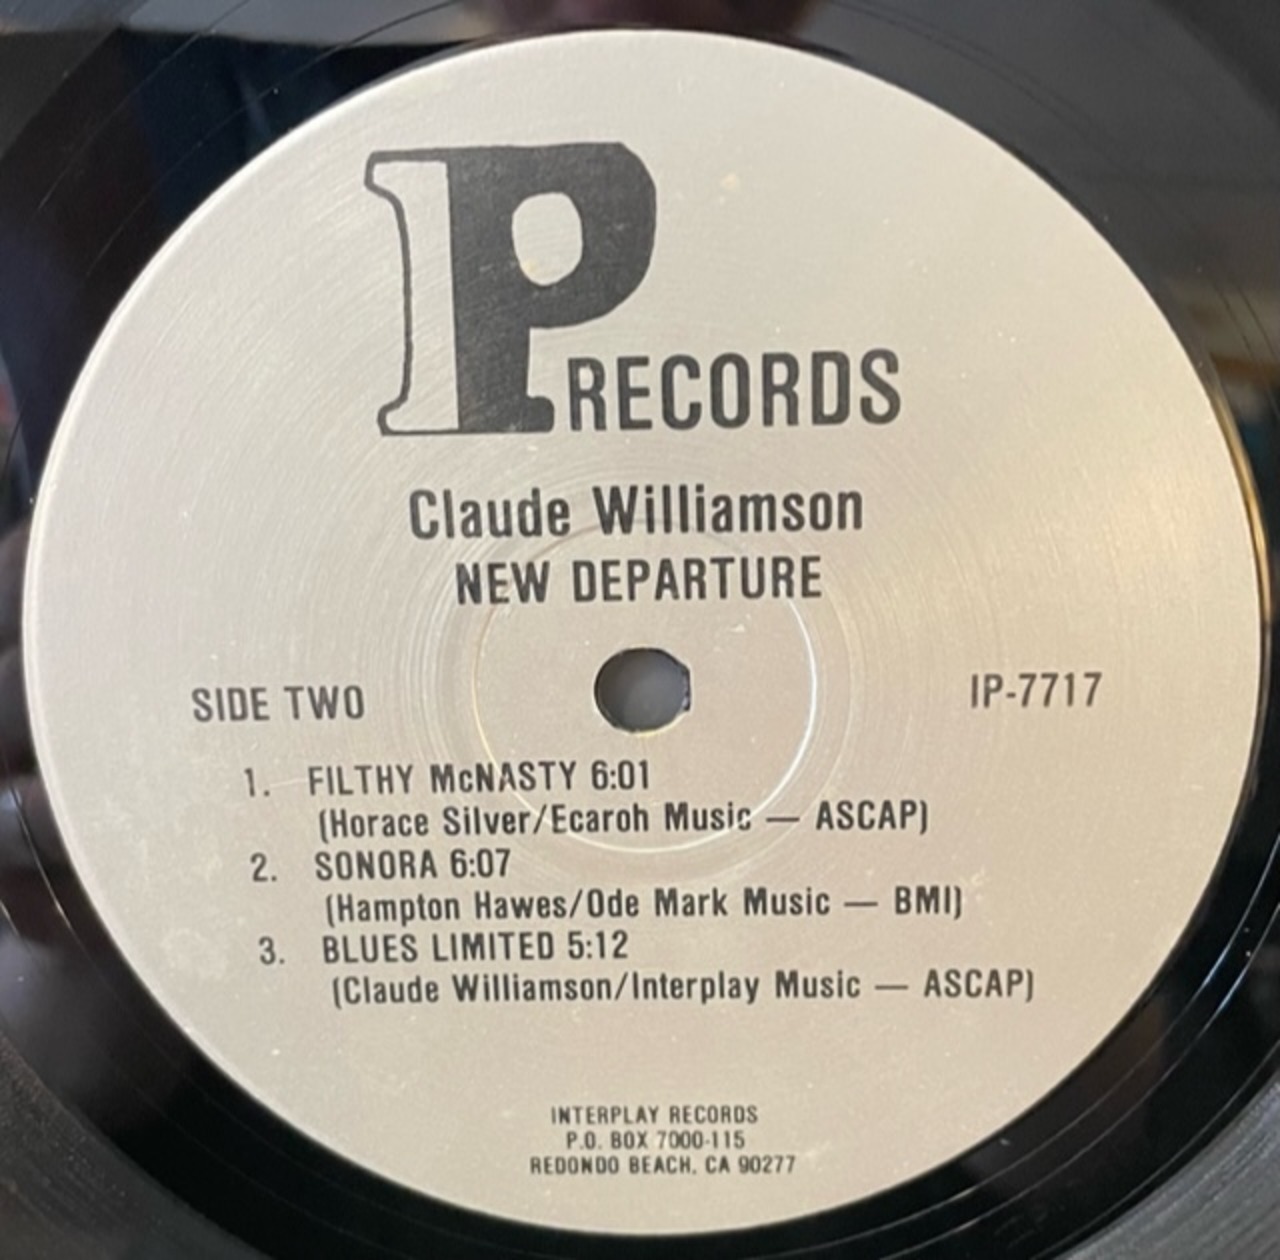 IP RECORDS
Claude Williamson
NEW DEPARTURE
SIDE TWO
IP-7717
1. FILTHY McNASTY 6:01
(Horace Silver/Ecaroh Music — ASCAP)
2. SONORA 6:07
(Hampton Hawes/Ode Mark Music — BMI)
3. BLUES LIMITED 5:12
(Claude Williamson/Interplay Music — ASCAP)
INTERPLAY RECORDS
P.O. BOX 7000-115
REDONDO BEACH, CA 90277